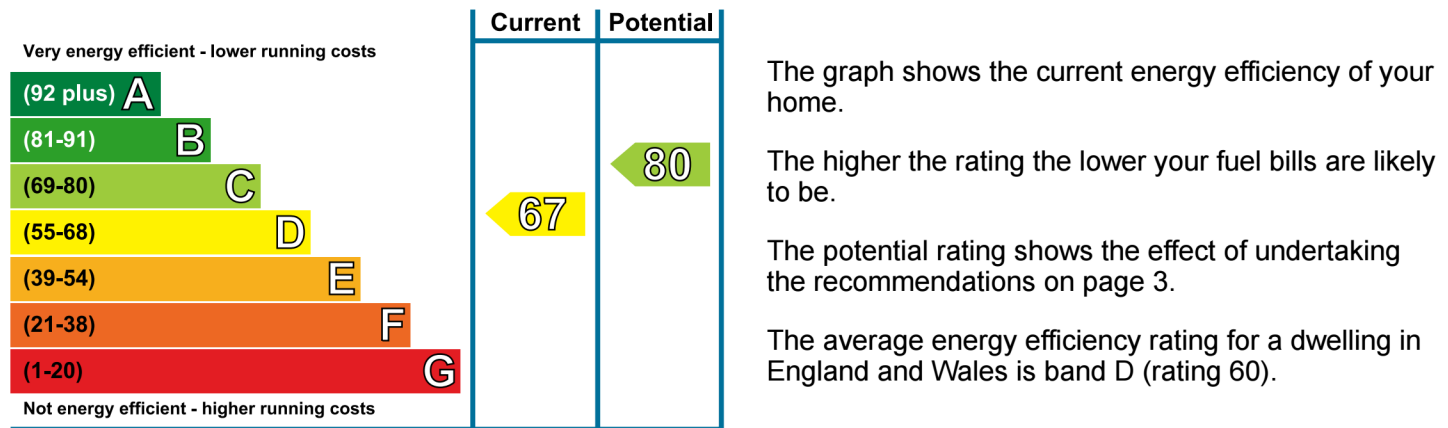 Current Potential
Very energy efficient - lower running costs
(92 plus) A
(81-91) B
(69-80) C
(55-68) D
(39-54) E
(21-38) F
(1-20) G
Not energy efficient - higher running costs
67
80
The graph shows the current energy efficiency of your
home.
The higher the rating the lower your fuel bills are likely
to be.
The potential rating shows the effect of undertaking
the recommendations on page 3.
The average energy efficiency rating for a dwelling in
England and Wales is band D (rating 60).